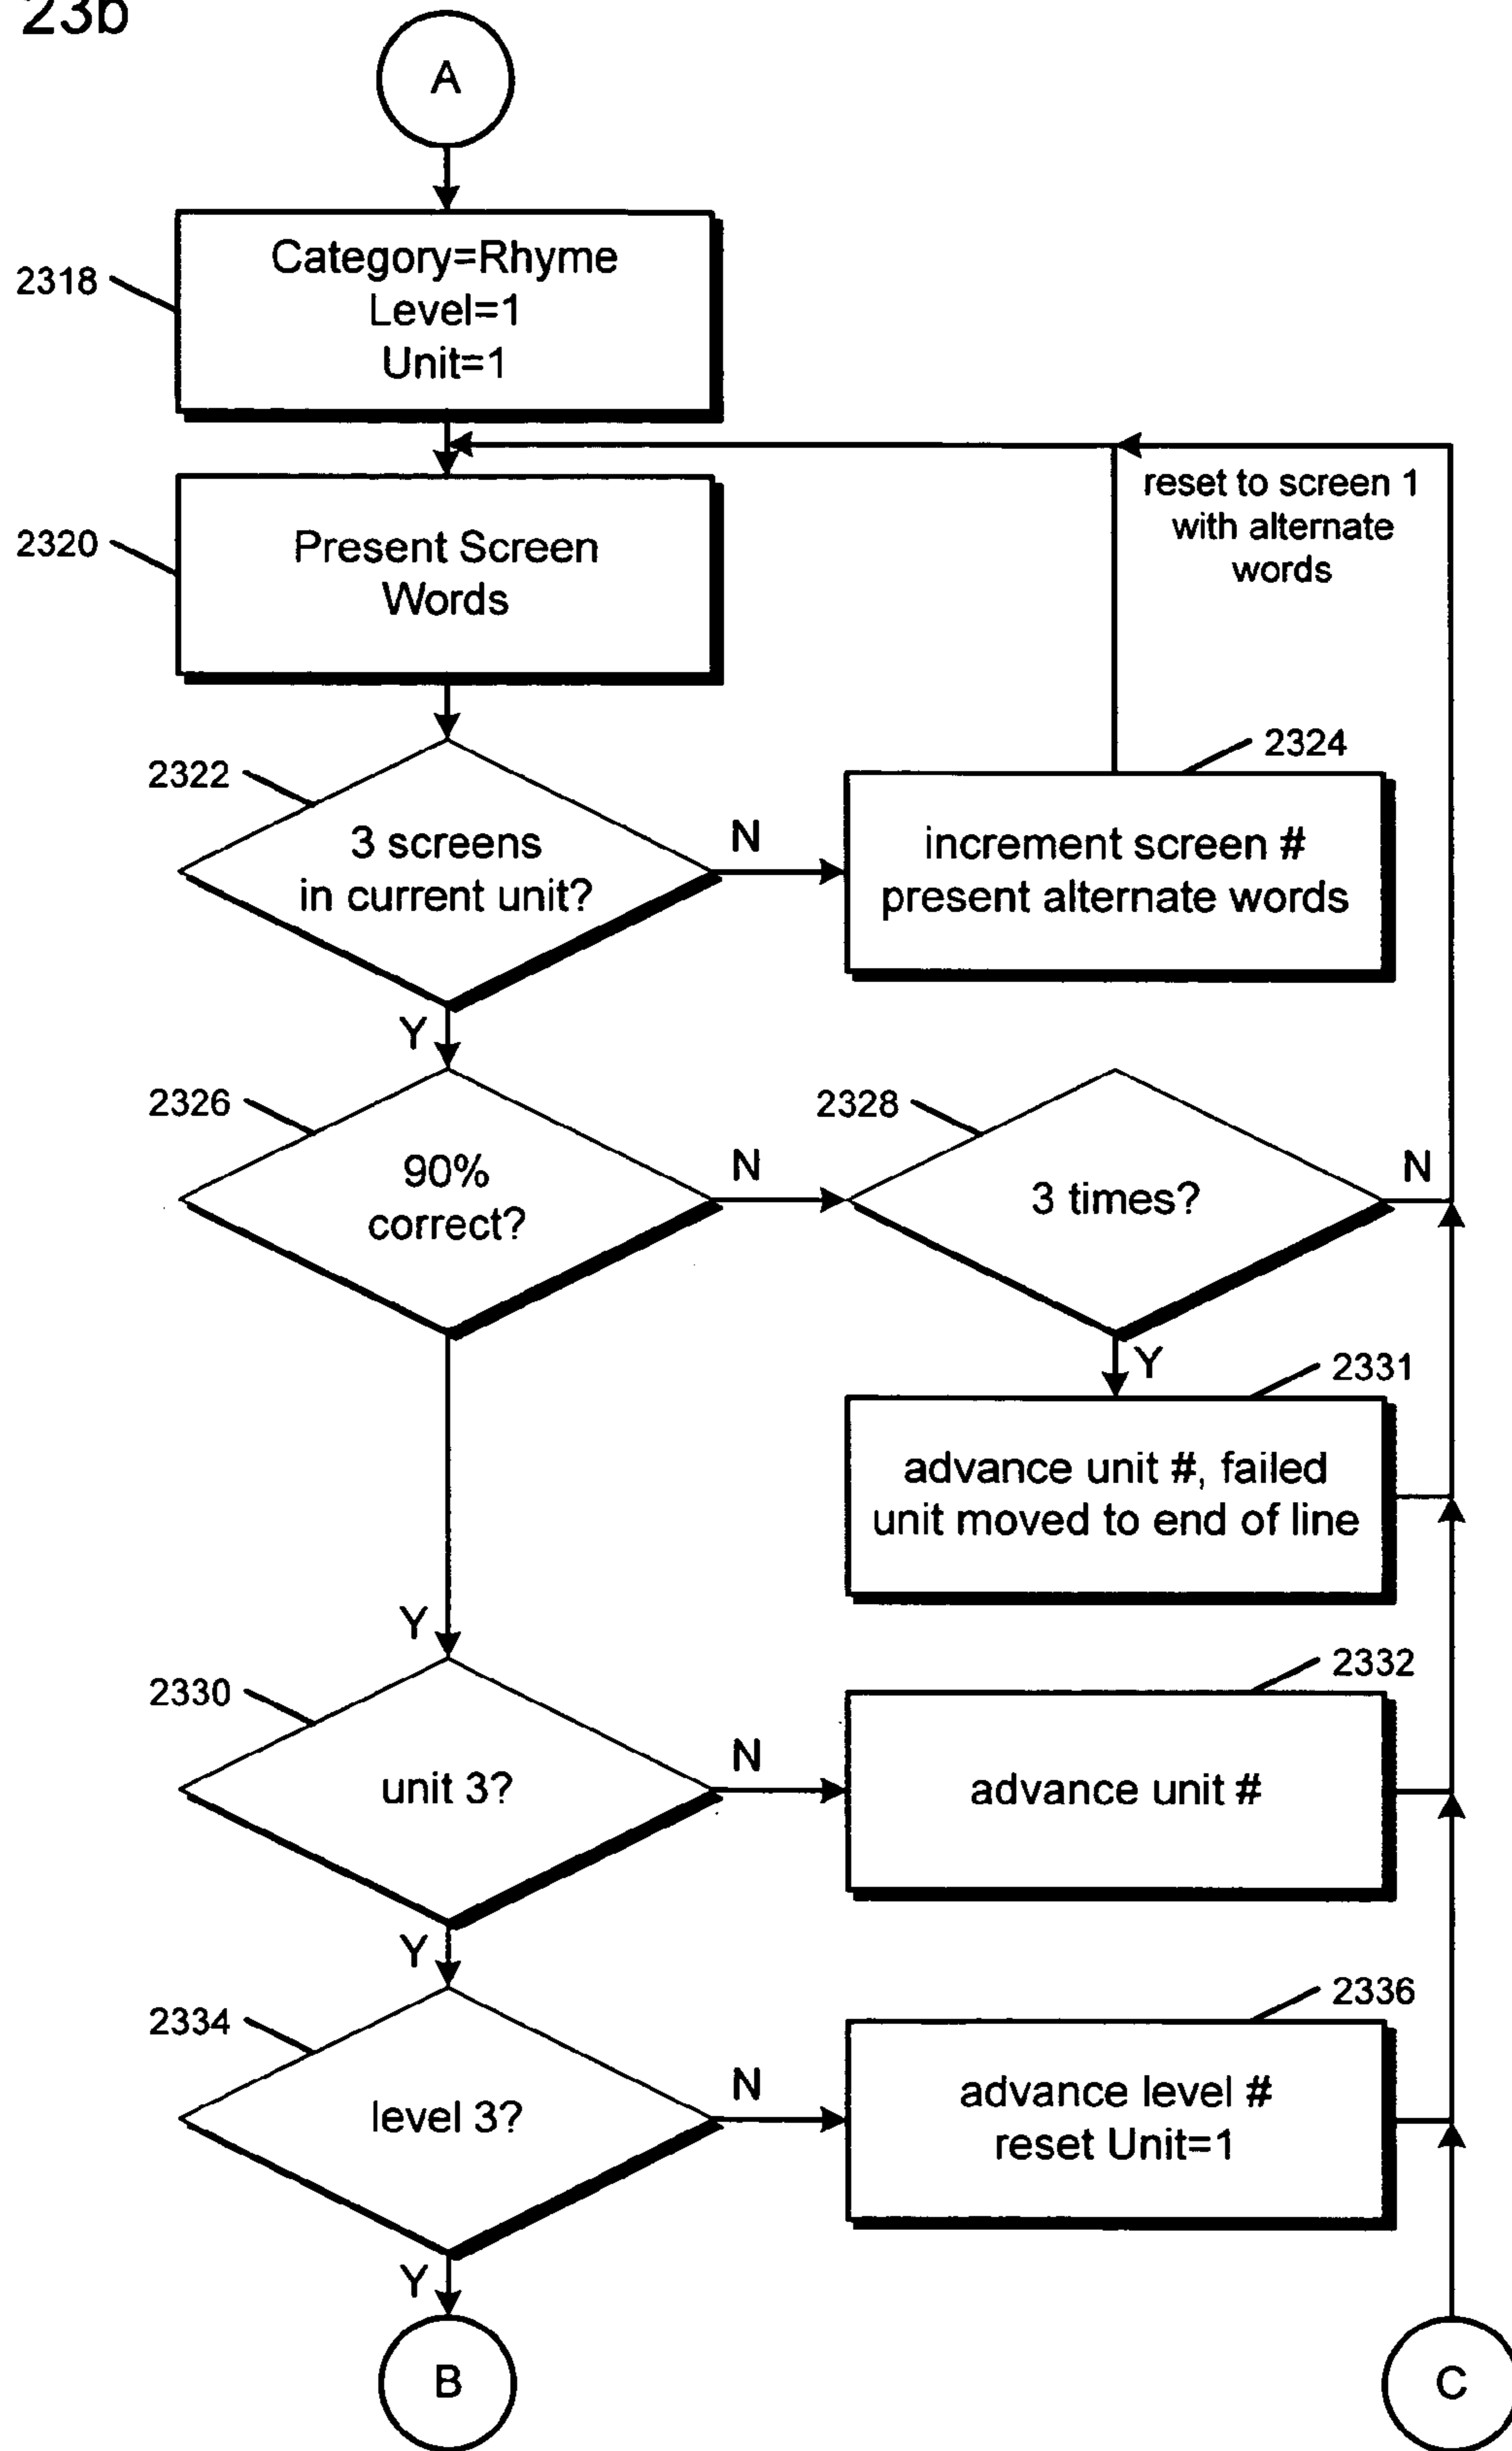 23b
A
2318
Category=Rhyme
Level=1
Unit=1
reset to screen 1
with alternate
words
2320
Present Screen
Words
2322
3 screens
in current unit?
N
2324
increment screen #
present alternate words
Y
2326
90%
correct?
N
2328
3 times?
N
Y
2331
advance unit #, failed
unit moved to end of line
Y
2330
unit 3?
N
2332
advance unit #
Y
2334
level 3?
N
2336
advance level #
reset Unit=1
Y
B
C